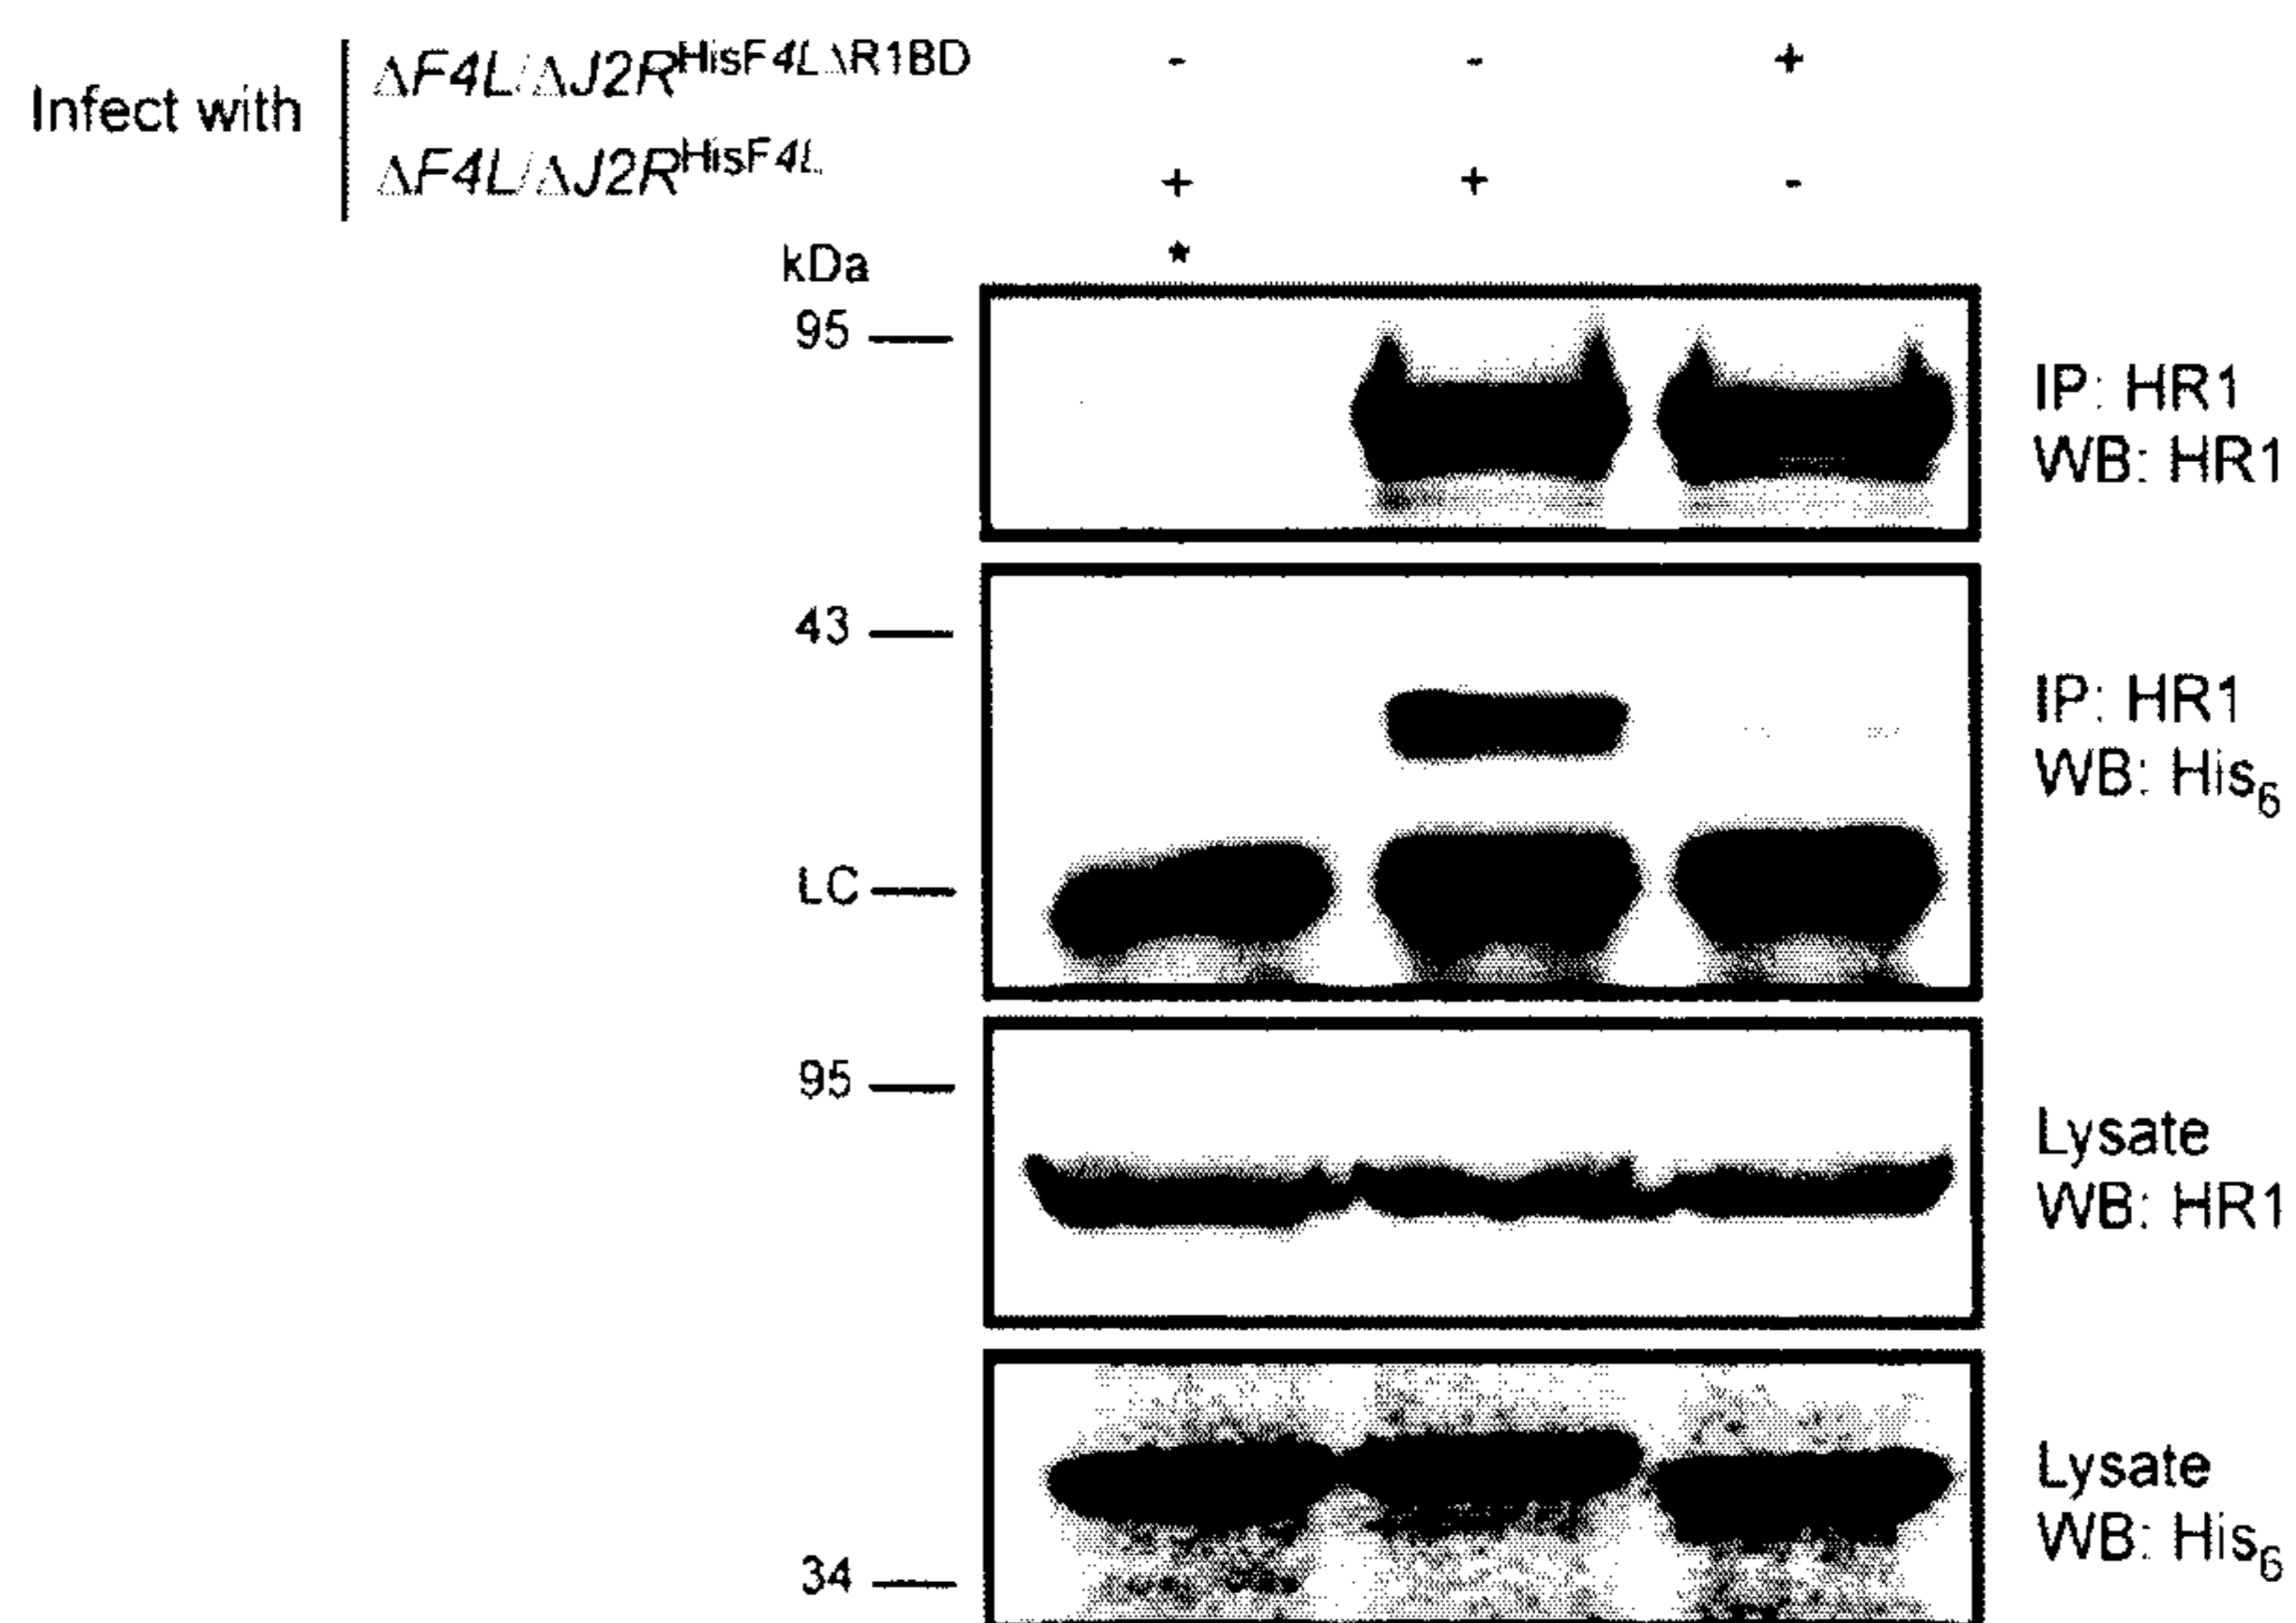 Infect with
ΔF4L/ΔJ2R^HisF4LΔR1BD - - +
ΔF4L/ΔJ2R^HisF4L + + -
kDa *
95
IP: HR1
WB: HR1
43
IP: HR1
WB: His₆
LC
95
Lysate
WB: HR1
Lysate
WB: His₆
34